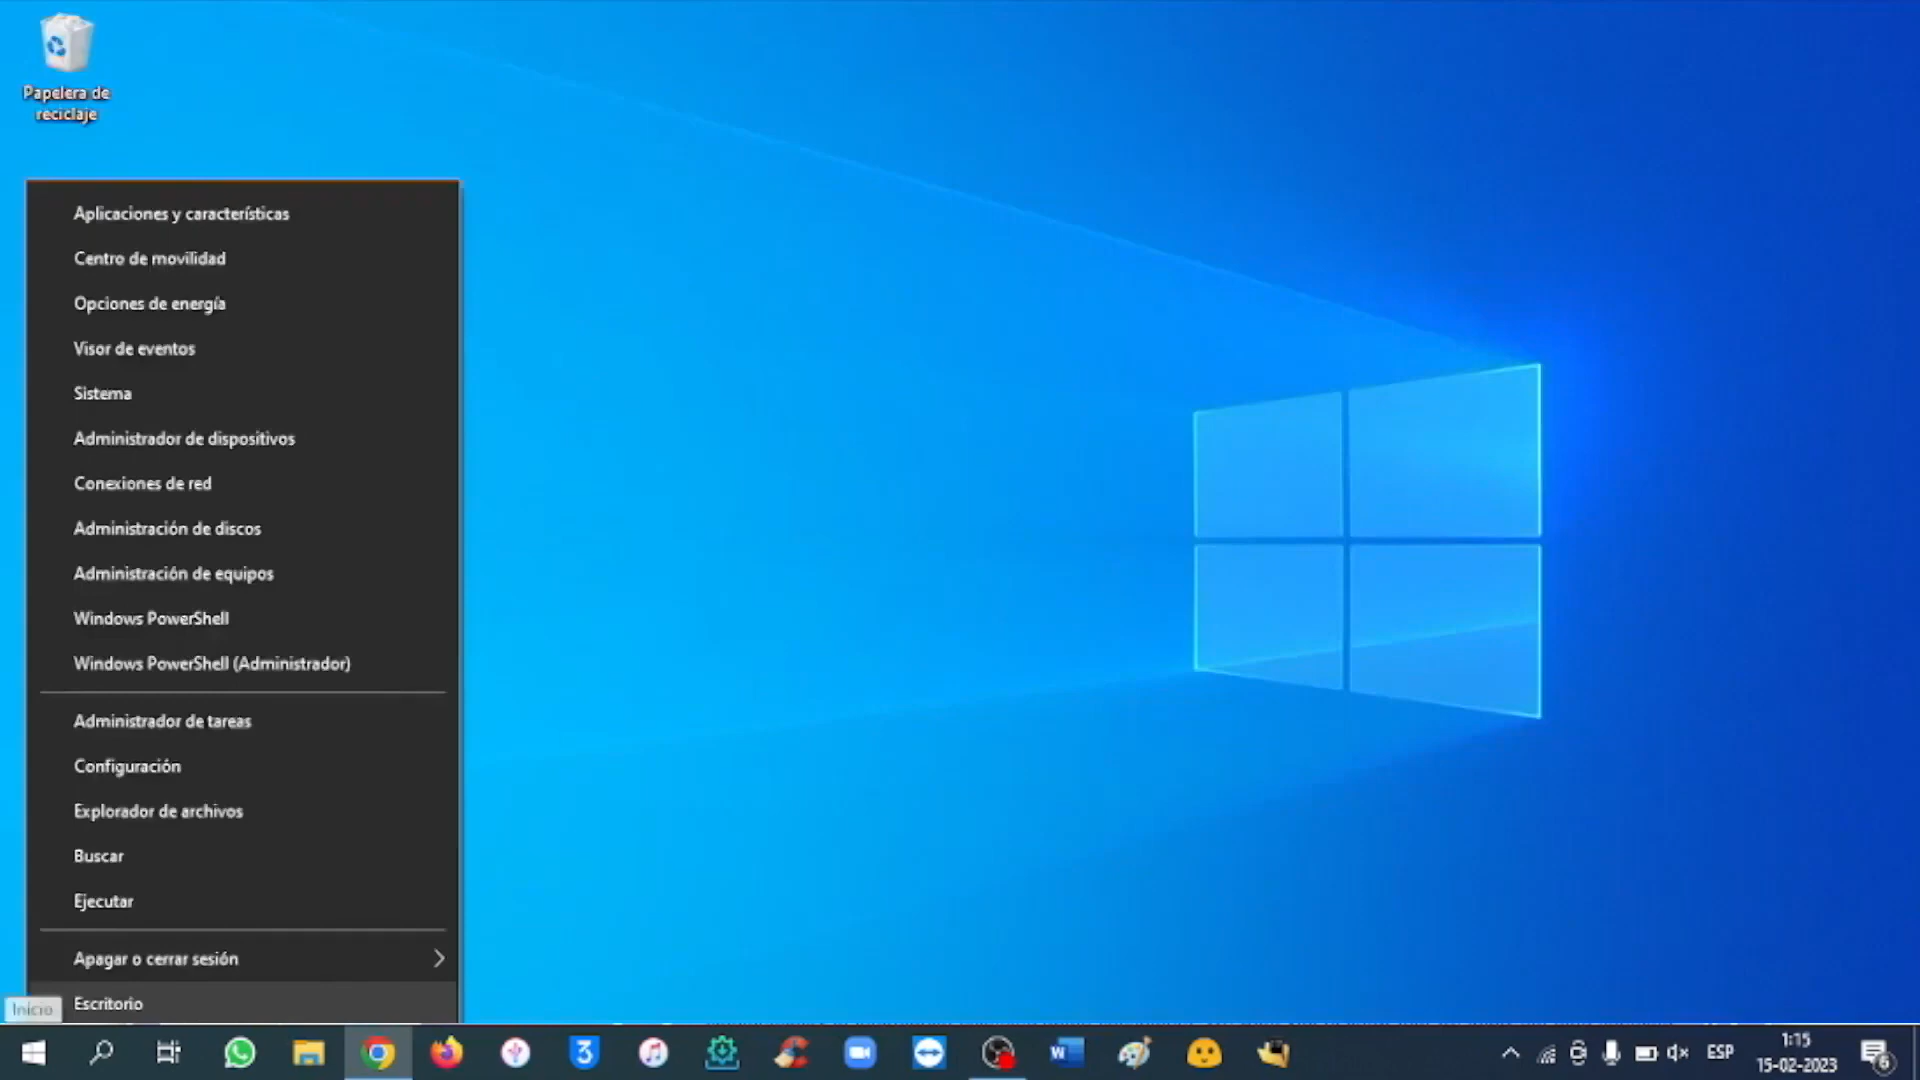 Papelera de
reciclaje
Aplicaciones y características
Centro de movilidad
Opciones de energía
Visor de eventos
Sistema
Administrador de dispositivos
Conexiones de red
Administración de discos
Administración de equipos
Windows PowerShell
Windows PowerShell (Administrador)
Administrador de tareas
Configuración
Explorador de archivos
Buscar
Ejecutar
Apagar o cerrar sesión
Escritorio
Inicio
3
W
ESP
1:15
15-02-2023
6